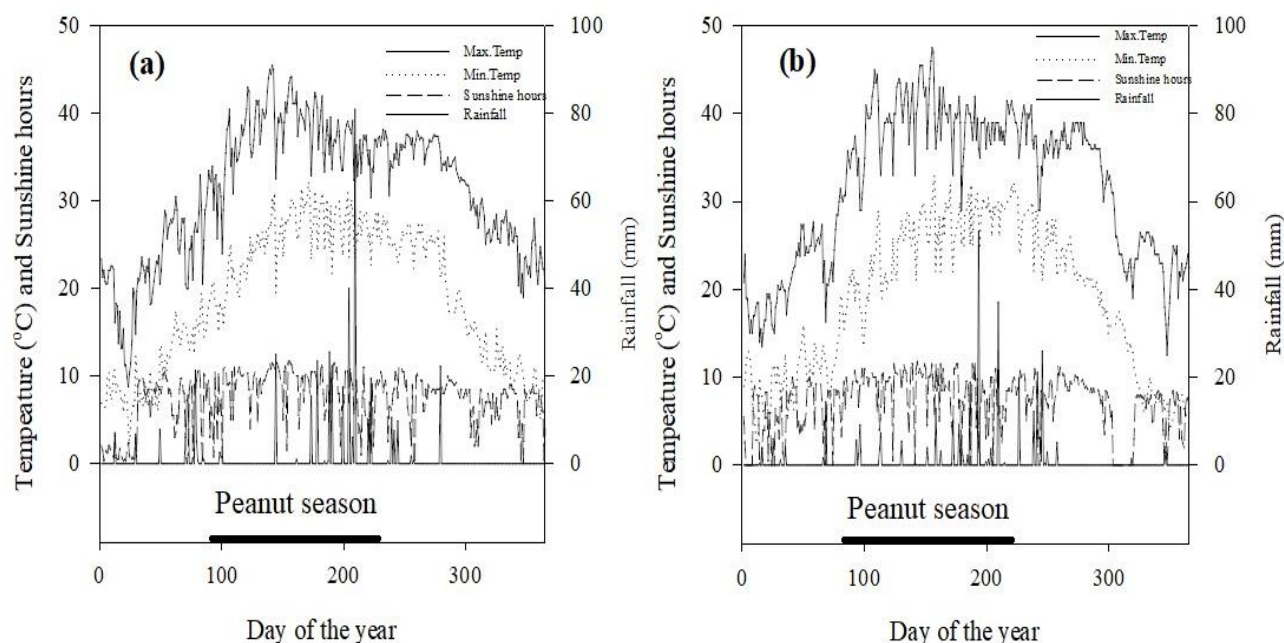 (a)
Max.Temp
Min.Temp
Sunshine hours
Rainfall
50
40
30
20
10
0
Tempeature (°C) and Sunshine hours
100
80
60
40
20
0
Rainfall (mm)
Peanut season
0 100 200 300
Day of the year
(b)
Max.Temp
Min.Temp
Sunshine hours
Rainfall
50
40
30
20
10
0
Tempeature (°C) and Sunshine hours
100
80
60
40
20
0
Rainfall (mm)
Peanut season
0 100 200 300
Day of the year